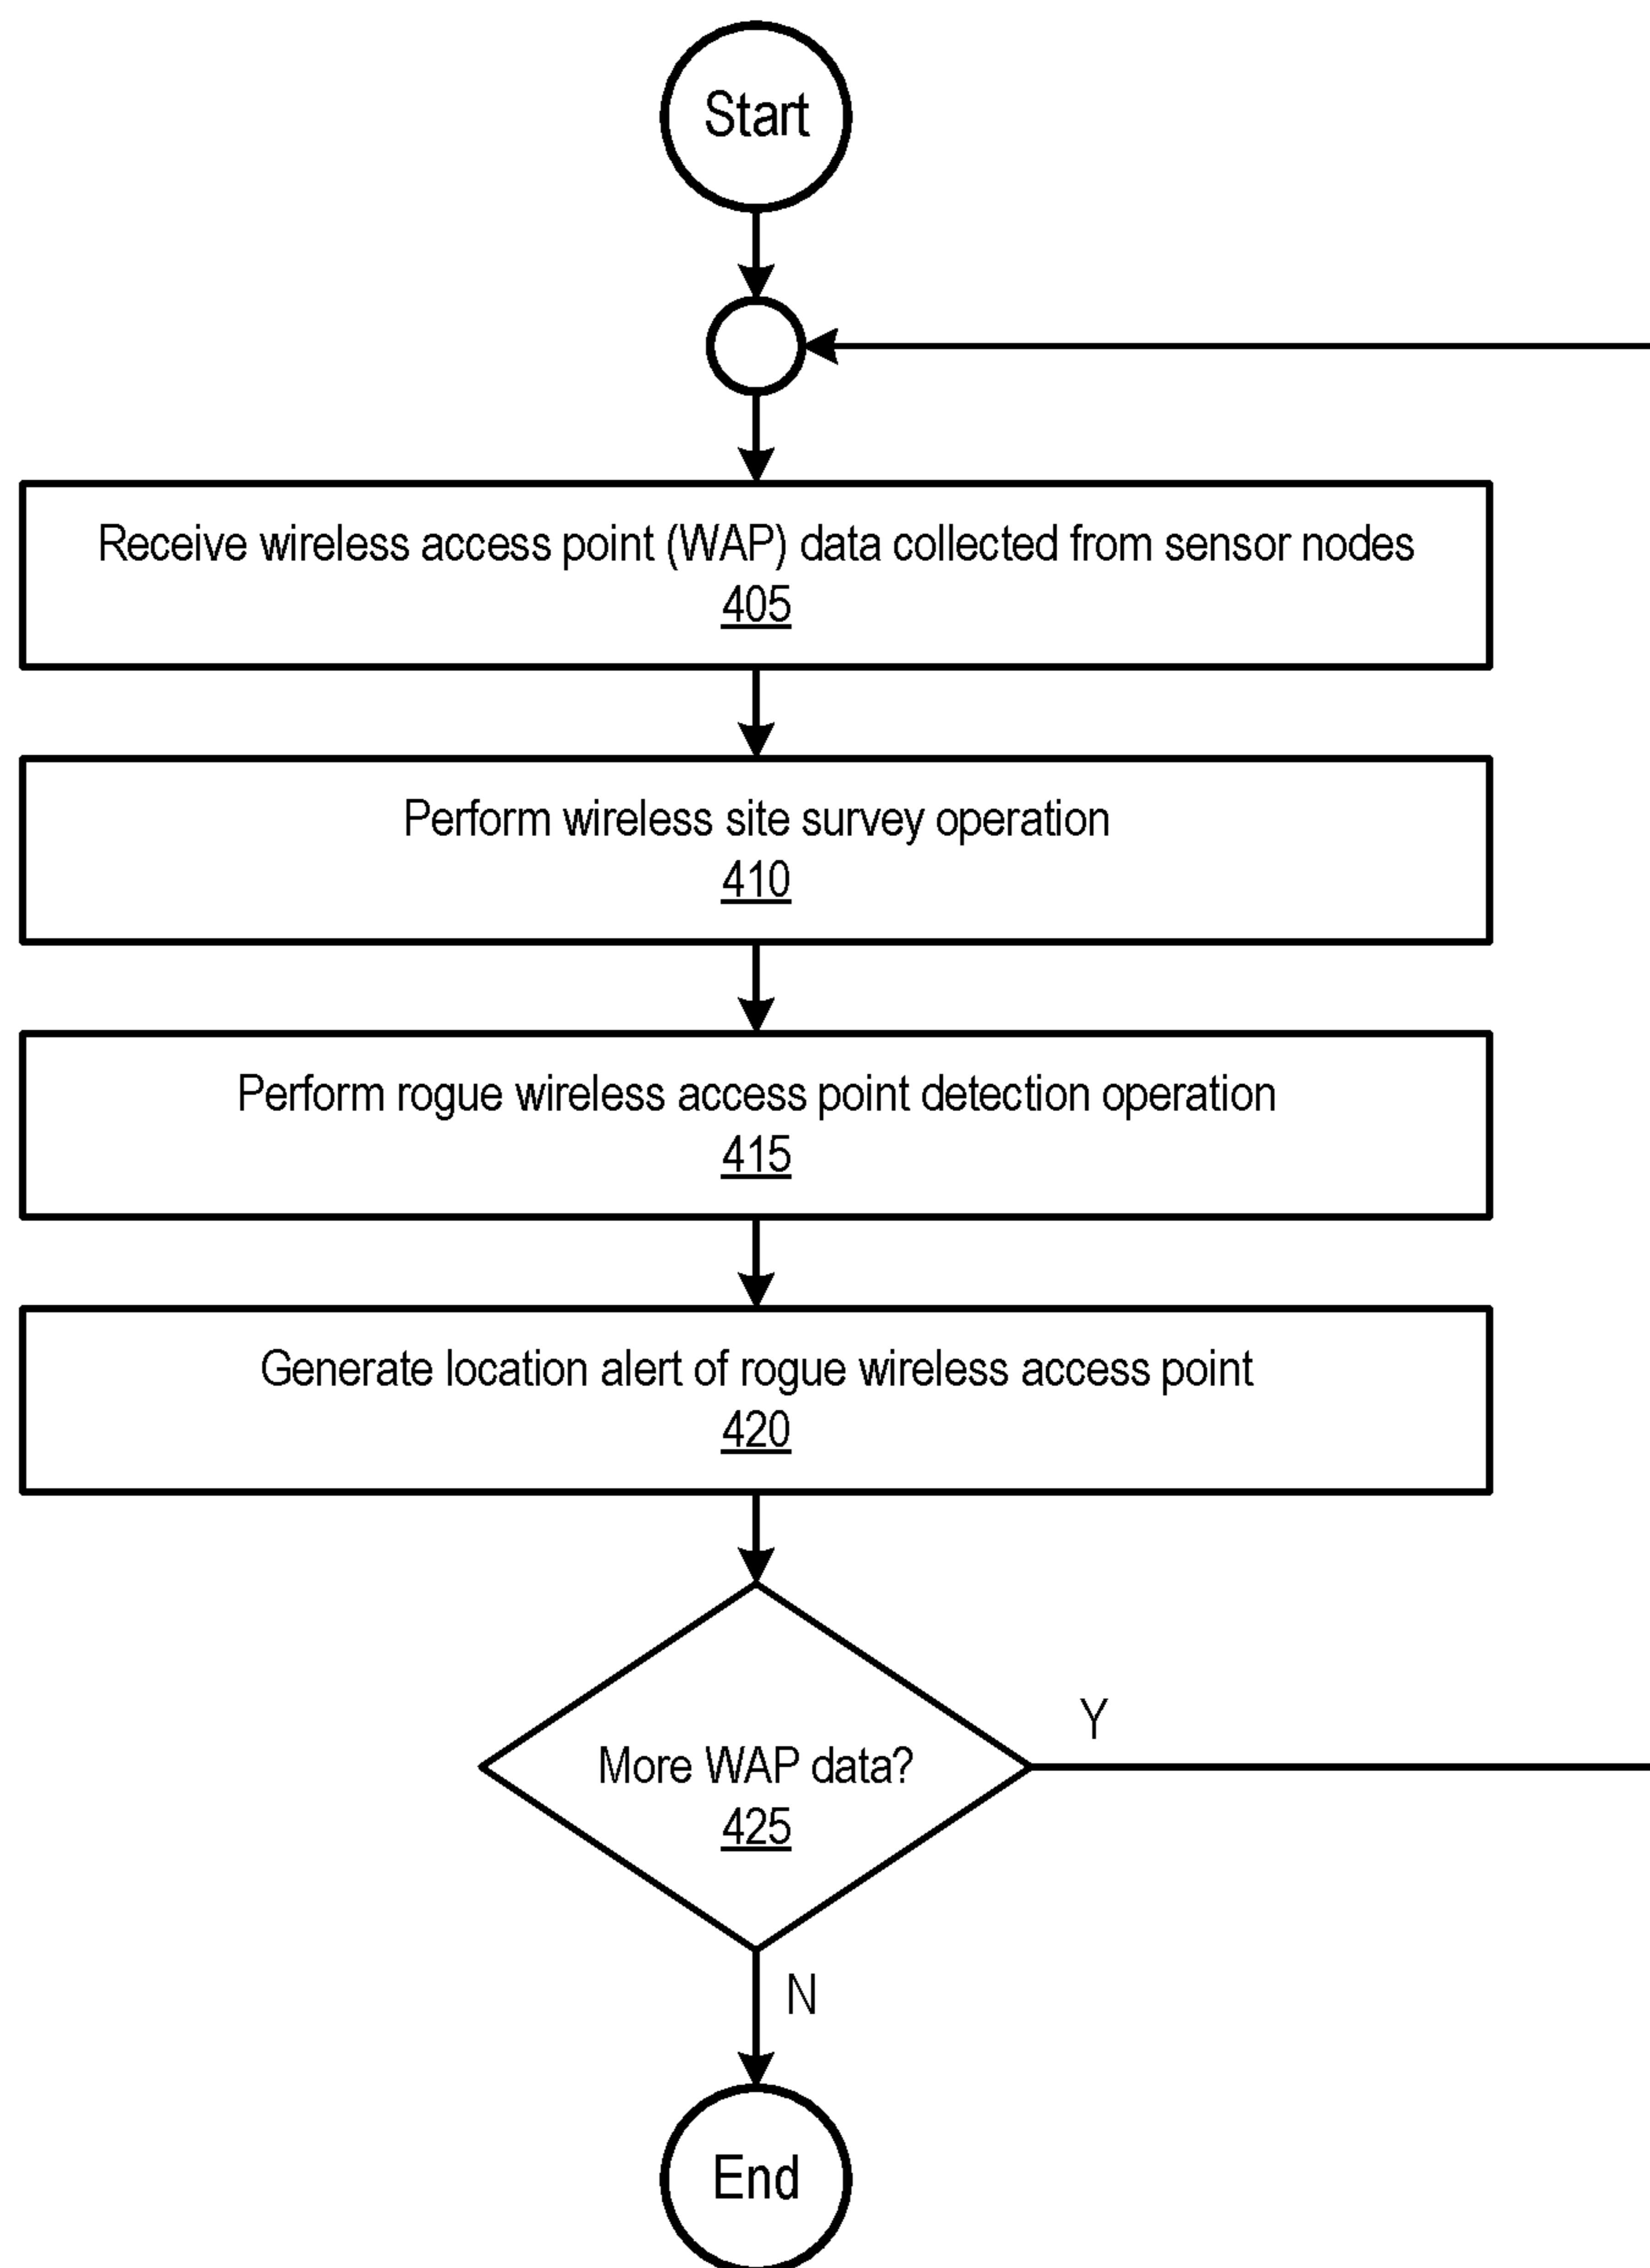 Start
Receive wireless access point (WAP) data collected from sensor nodes
405
Perform wireless site survey operation
410
Perform rogue wireless access point detection operation
415
Generate location alert of rogue wireless access point
420
Y
More WAP data?
425
N
End